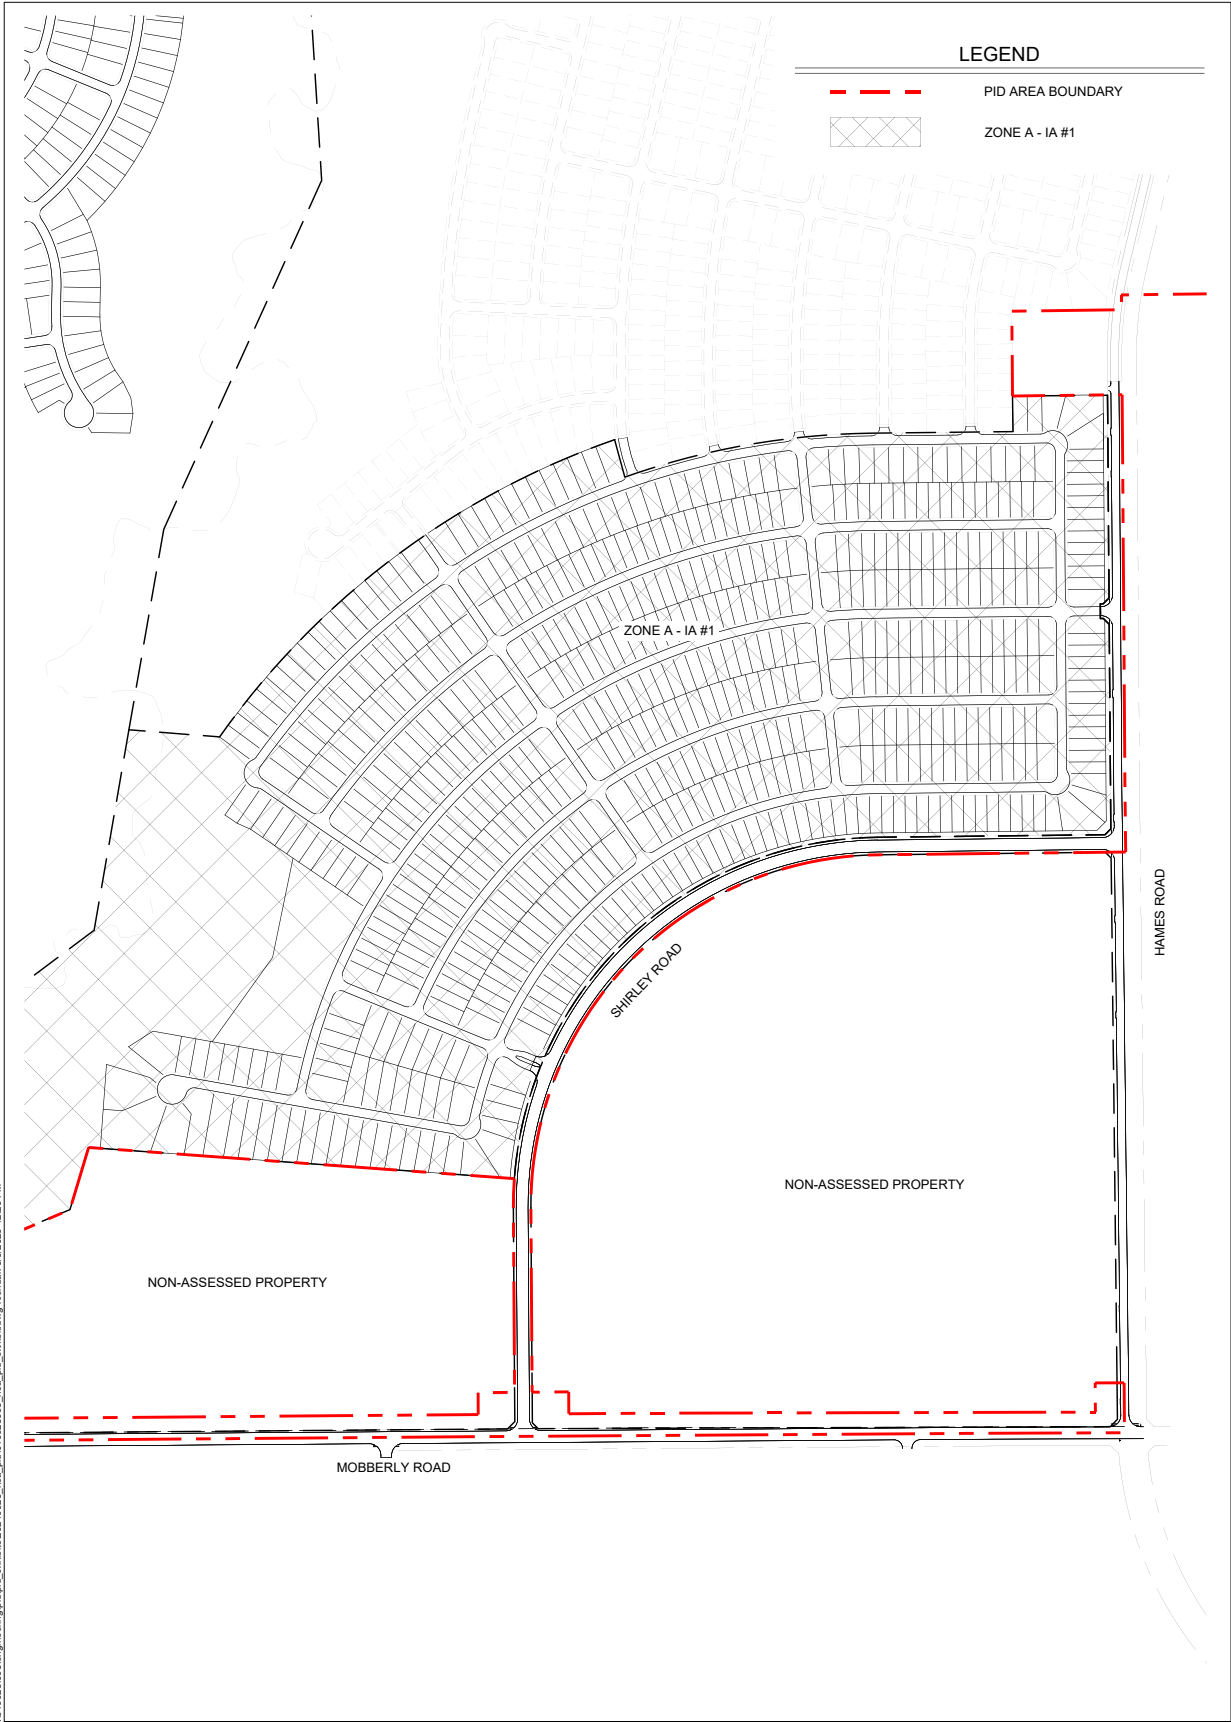 LEGEND
PID AREA BOUNDARY
ZONE A - IA #1
ZONE A - IA #1
HAMES ROAD
SHIRLEY ROAD
NON-ASSESSED PROPERTY
NON-ASSESSED PROPERTY
MOBBERLY ROAD